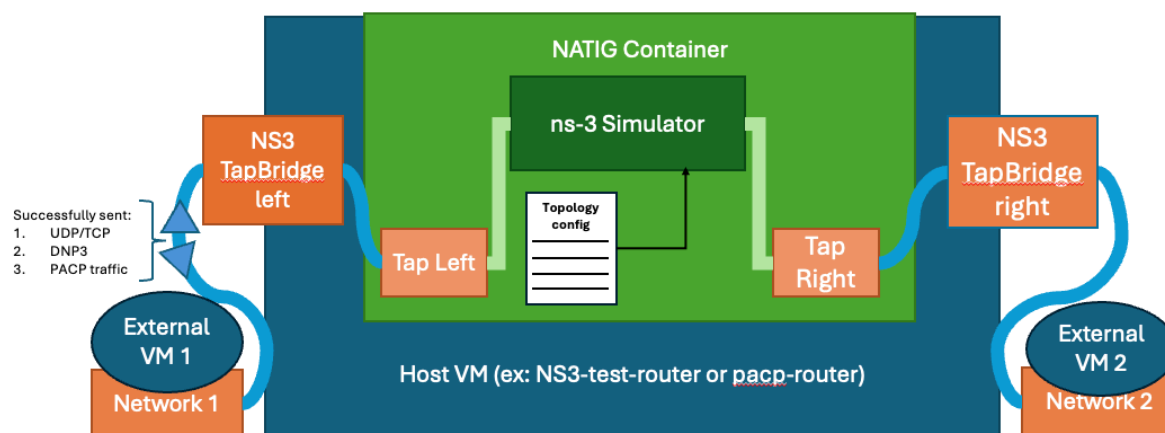 NATIG Container
ns-3 Simulator
NS3
TapBridge
left
NS3
TapBridge
right
Successfully sent:
1. UDP/TCP
2. DNP3
3. PACP traffic
Topology
config
Tap Left
Tap
Right
External
VM 1
Network 1
Host VM (ex: NS3-test-router or pacp-router)
External
VM 2
Network 2